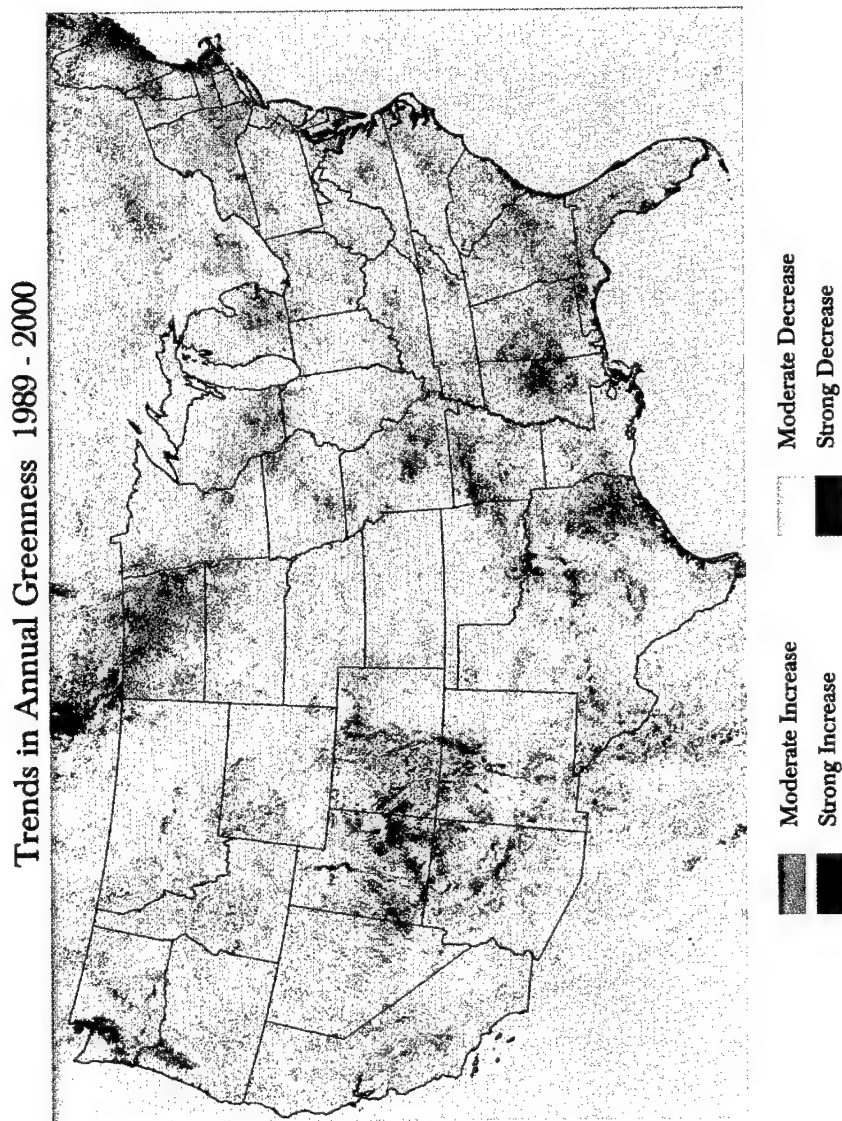 Trends in Annual Greenness 1989 - 2000
Moderate Increase
Strong Increase
Moderate Decrease
Strong Decrease